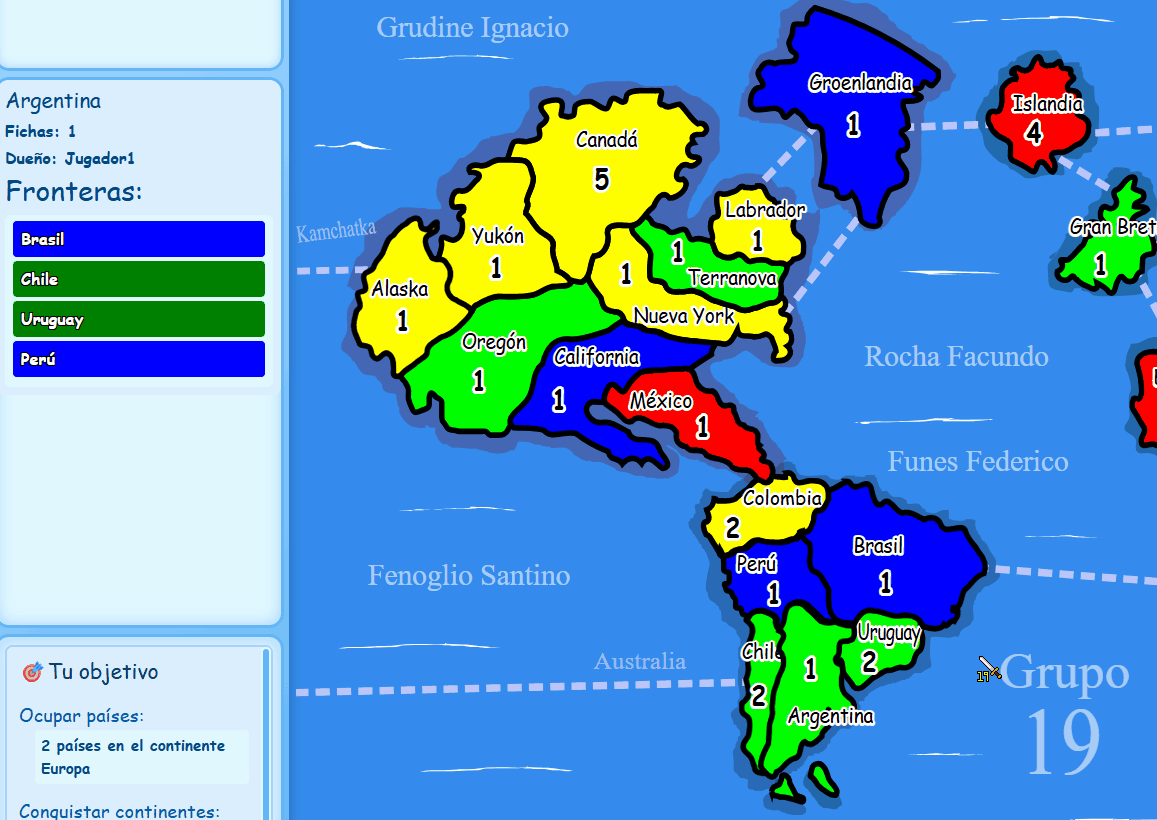 Argentina
Fichas: 1
Dueño: Jugador1
Fronteras:
Brasil
Chile
Uruguay
Perú
🎯 Tu objetivo
Ocupar países:
2 países en el continente
Europa
Conquistar continentes:
Grudine Ignacio
Groenlandia
1
Islandia
4
Canadá
5
Labrador
1
Gran Bret
1
Kamchatka
Yukón
1
1
Terranova
1
Alaska
1
Nueva York
Oregón
1
California
1
Rocha Facundo
México
1
Funes Federico
Colombia
2
Brasil
1
Perú
1
Fenoglio Santino
Uruguay
2
Chile
2
Australia
1
Argentina
19
Grupo
19